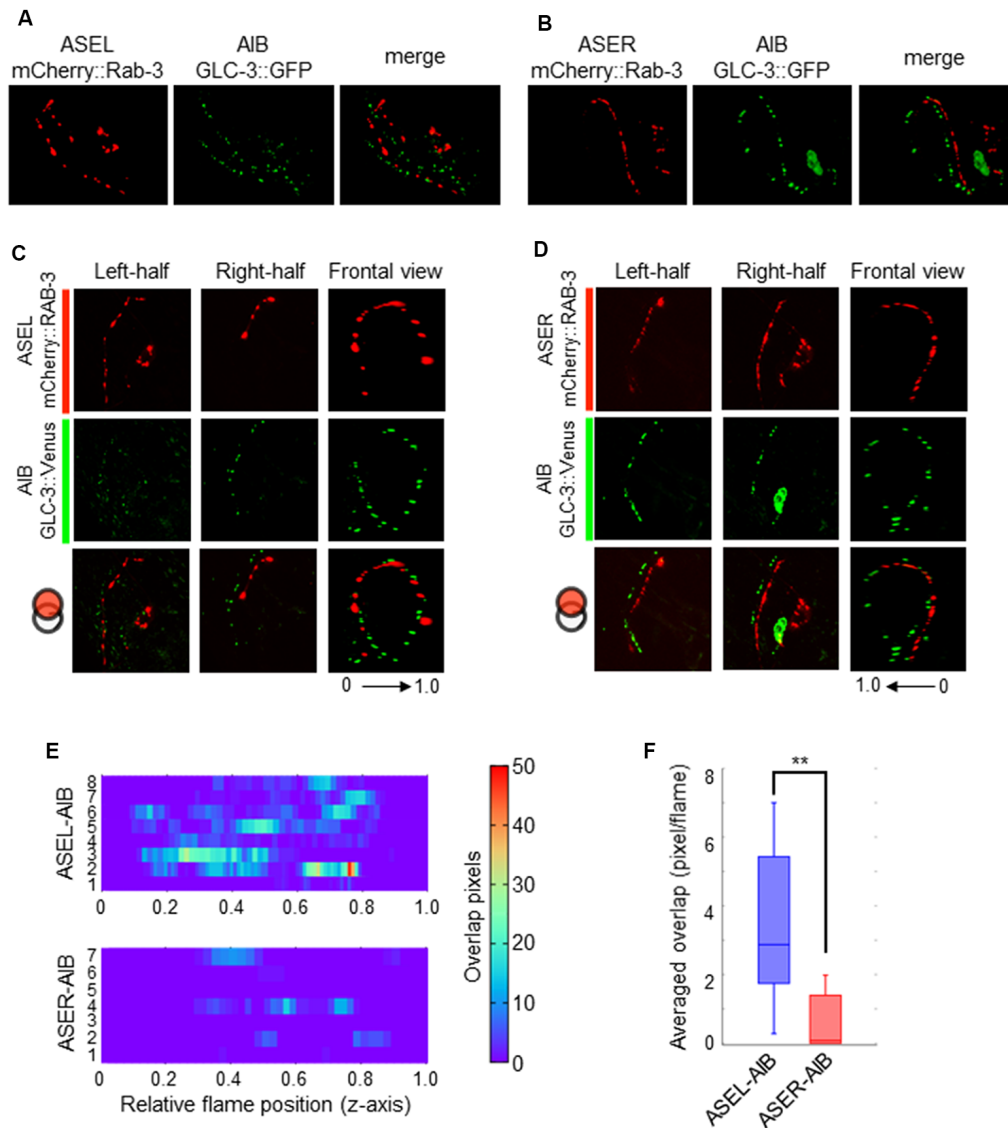 A
ASEL
mCherry::Rab-3
AIB
GLC-3::GFP
merge
B
ASER
mCherry::Rab-3
AIB
GLC-3::GFP
merge
C
Left-half
Right-half
Frontal view
ASEL
mCherry::RAB-3
AIB
GLC-3::Venus
0
1.0
D
Left-half
Right-half
Frontal view
ASER
mCherry::RAB-3
AIB
GLC-3::Venus
1.0
0
E
ASEL-AIB
8
7
6
5
4
3
2
1
0 0.2 0.4 0.6 0.8 1.0
ASER-AIB
7
6
5
4
3
2
1
0 0.2 0.4 0.6 0.8 1.0
Relative flame position (z-axis)
Overlap pixels
50
40
30
20
10
0
F
Averaged overlap (pixel/flame)
8
6
4
2
0
**
ASEL-AIB
ASER-AIB